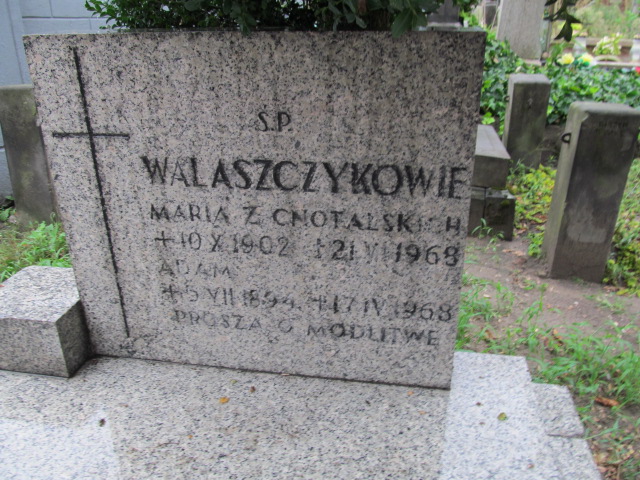 S.P.
WALASZCZYKOWIE
MARIA Z CNOTALSKICH
*10 X 1902 †21 VI 1968
ADAM
*5 VII 1894 †17 IV 1968
PROSZĄ O MODLITWĘ